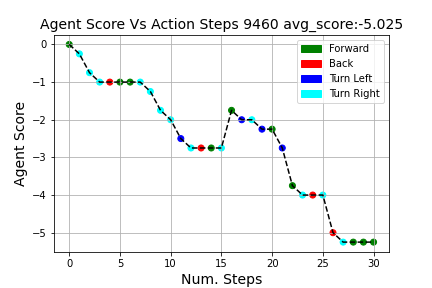 Agent Score Vs Action Steps 9460 avg_score:-5.025
Agent Score
0
−1
−2
−3
−4
−5
Forward
Back
Turn Left
Turn Right
0 5 10 15 20 25 30
Num. Steps